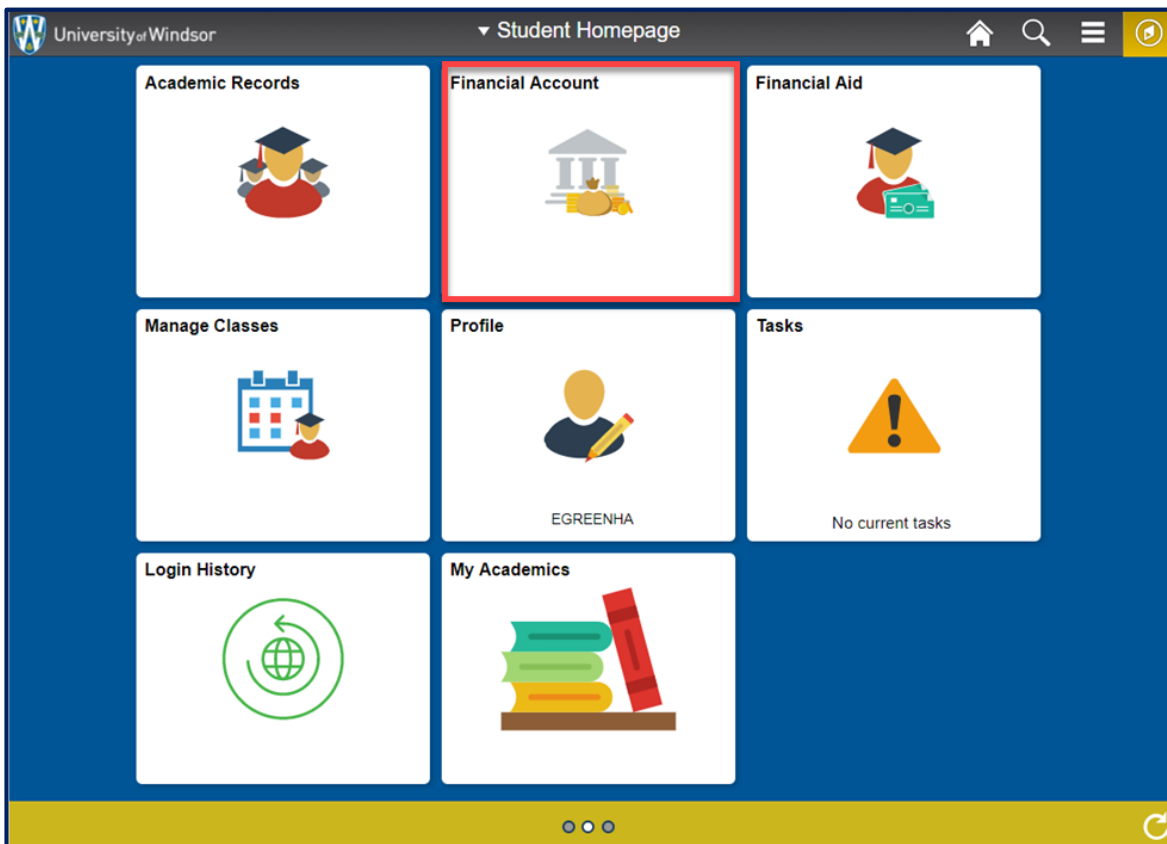 University of Windsor
Student Homepage
Academic Records
Financial Account
Financial Aid
Manage Classes
Profile
Tasks
EGREENHA
No current tasks
Login History
My Academics